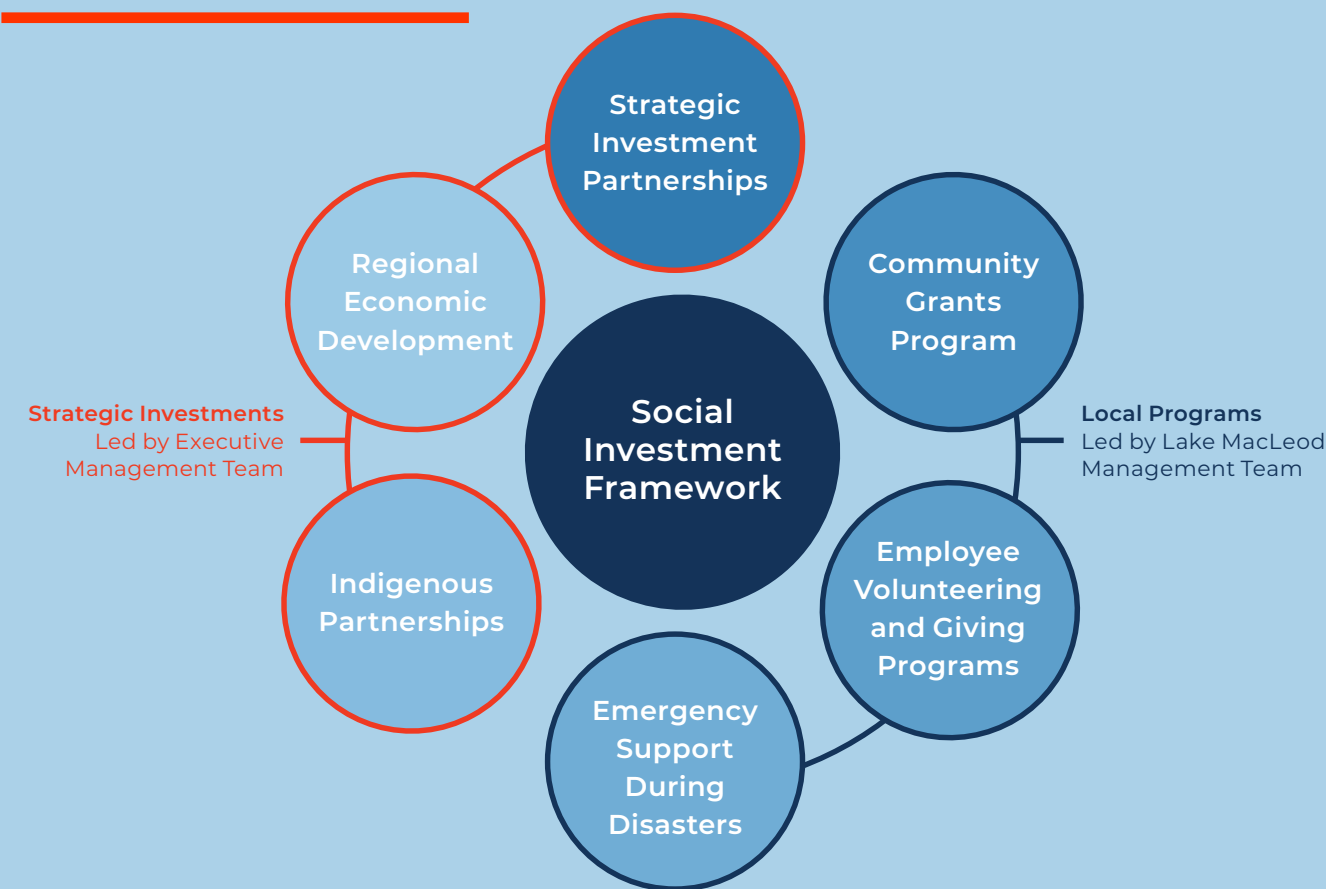 Strategic
Investment
Partnerships
Regional
Economic
Development
Community
Grants
Program
Social
Investment
Framework
Strategic Investments
Led by Executive
Management Team
Local Programs
Led by Lake MacLeod
Management Team
Indigenous
Partnerships
Employee
Volunteering
and Giving
Programs
Emergency
Support
During
Disasters